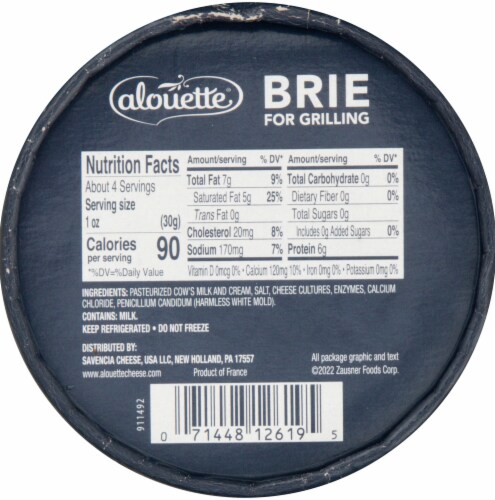 alouette®
BRIE
FOR GRILLING
Nutrition Facts
About 4 Servings
Serving size
1 oz (30g)
Calories
per serving 90
*%DV=%Daily Value
Amount/serving % DV*
Total Fat 7g 9%
Saturated Fat 5g 25%
Trans Fat 0g
Cholesterol 20mg 8%
Sodium 170mg 7%
Amount/serving % DV*
Total Carbohydrate 0g 0%
Dietary Fiber 0g 0%
Total Sugars 0g
Includes 0g Added Sugars 0%
Protein 6g
Vitamin D 0mcg 0% • Calcium 120mg 10% • Iron 0mg 0% • Potassium 0mg 0%
INGREDIENTS: PASTEURIZED COW'S MILK AND CREAM, SALT, CHEESE CULTURES, ENZYMES, CALCIUM
CHLORIDE, PENICILLIUM CANDIDUM (HARMLESS WHITE MOLD).
CONTAINS: MILK.
KEEP REFRIGERATED • DO NOT FREEZE
DISTRIBUTED BY:
SAVENCIA CHEESE, USA LLC, NEW HOLLAND, PA 17557
www.alouettecheese.com Product of France
All package graphic and text
©2022 Zausner Foods Corp.
911492
0 71448 12619 5